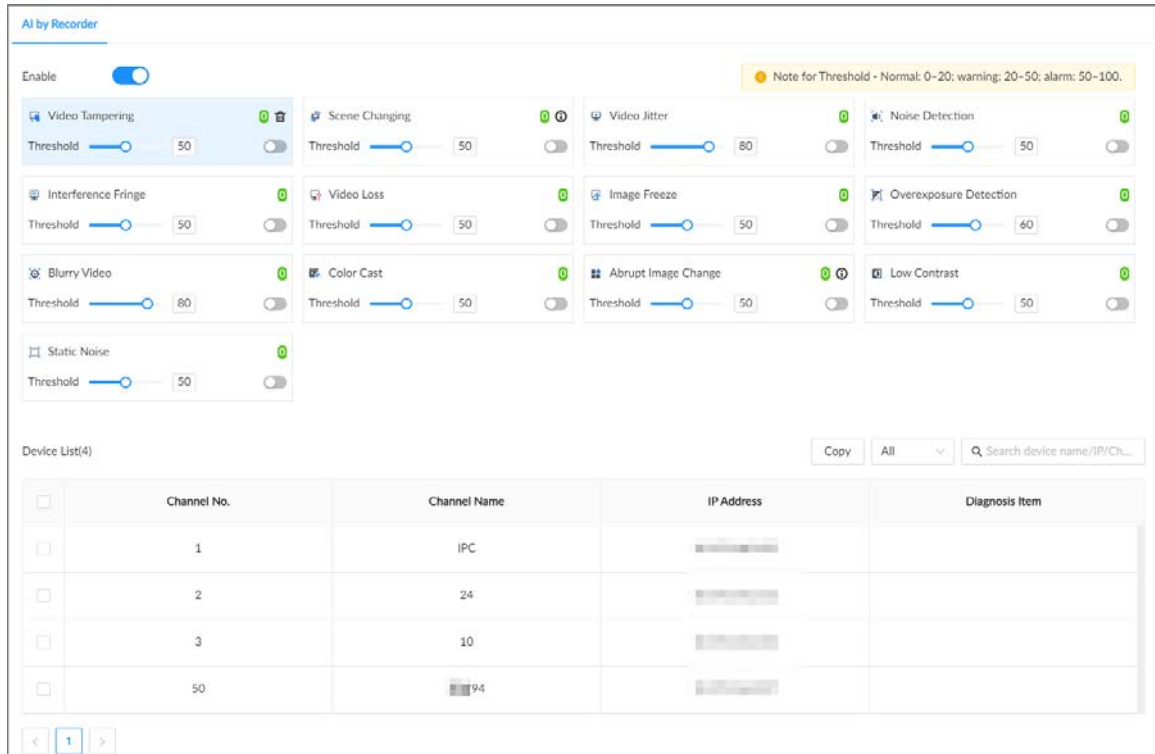 AI by Recorder
Enable
Note for Threshold - Normal: 0-20; warning: 20-50; alarm: 50-100.
Video Tampering 0
Threshold 50
Scene Changing 0
Threshold 50
Video Jitter 0
Threshold 80
Noise Detection 0
Threshold 50
Interference Fringe 0
Threshold 50
Video Loss 0
Threshold 50
Image Freeze 0
Threshold 50
Overexposure Detection 0
Threshold 60
Blurry Video 0
Threshold 80
Color Cast 0
Threshold 50
Abrupt Image Change 0
Threshold 50
Low Contrast 0
Threshold 50
Static Noise 0
Threshold 50
Device List(4)
Copy All Search device name/IP/Ch...
Channel No. Channel Name IP Address Diagnosis Item
1 IPC
2 24
3 10
50 94
< 1 >